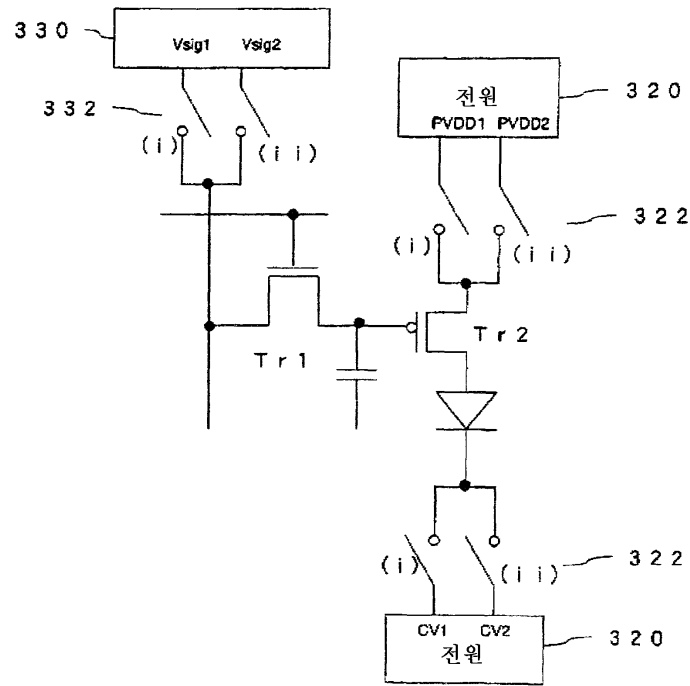 330
Vsig1 Vsig2
332
(i) (ii)
전원
PVDD1 PVDD2
320
(i) (ii)
322
Tr1
Tr2
(i) (ii)
322
CV1 CV2
전원
320